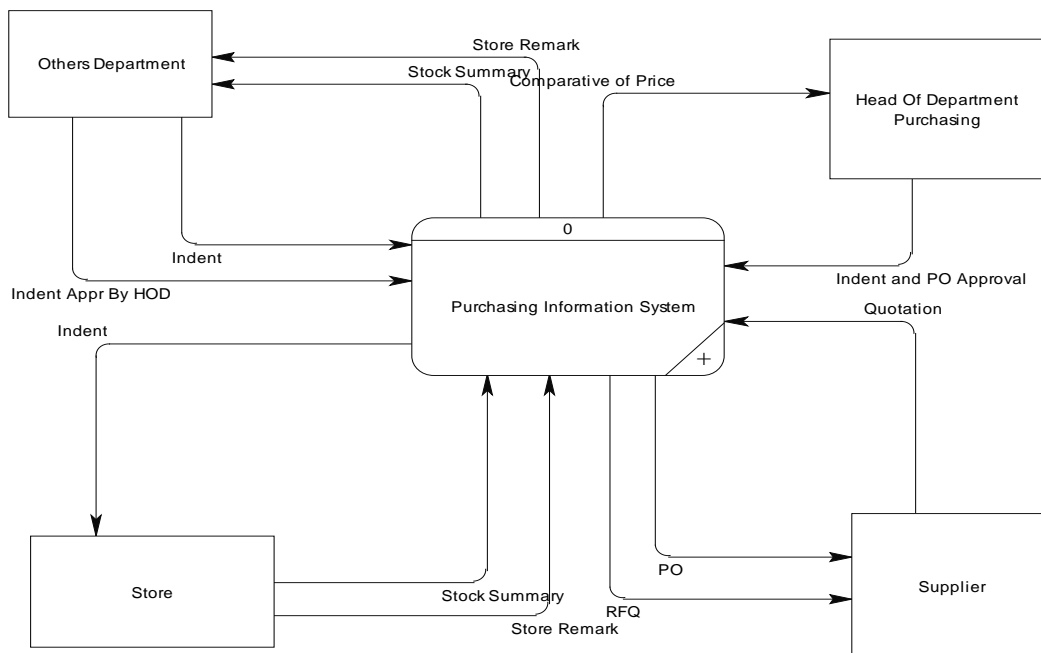 Store Remark
Others Department
Stock Summary
Comparative of Price
Head Of Department
Purchasing
0
Indent
Indent and PO Approval
Indent Appr By HOD
Purchasing Information System
Quotation
Indent
+
PO
Supplier
Store
Stock Summary
RFQ
Store Remark